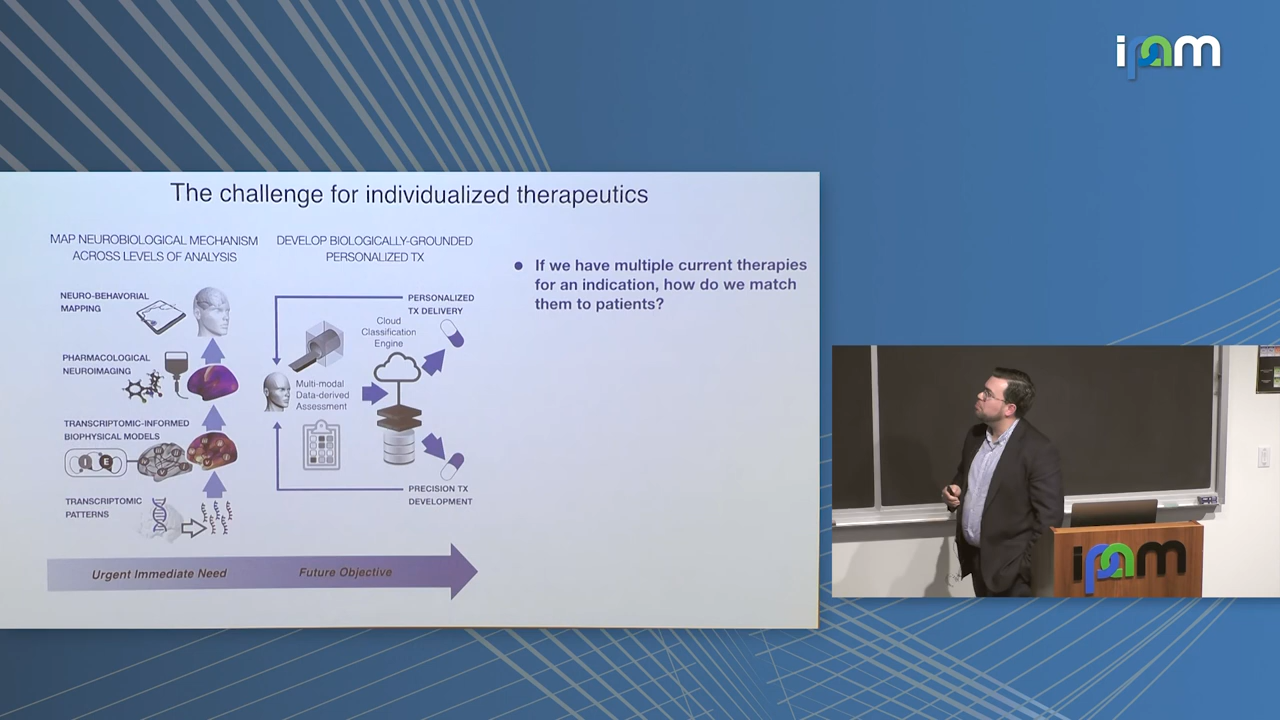 ipam
The challenge for individualized therapeutics
MAP NEUROBIOLOGICAL MECHANISM
ACROSS LEVELS OF ANALYSIS
NEURO-BEHAVORIAL
MAPPING
PHARMACOLOGICAL
NEUROIMAGING
TRANSCRIPTOMIC-INFORMED
BIOPHYSICAL MODELS
I E
TRANSCRIPTOMIC
PATTERNS
DEVELOP BIOLOGICALLY-GROUNDED
PERSONALIZED TX
PERSONALIZED
TX DELIVERY
Cloud
Classification
Engine
Multi-modal
Data-derived
Assessment
PRECISION TX
DEVELOPMENT
Urgent Immediate Need
Future Objective
• If we have multiple current therapies
for an indication, how do we match
them to patients?
ipam